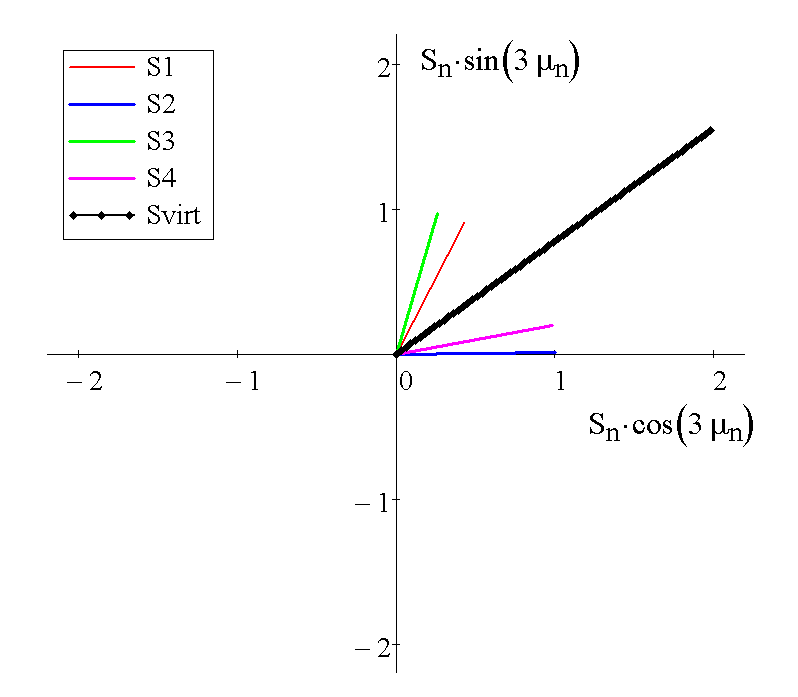 S1
S2
S3
S4
Svirt
2
Sₙ·sin(3 μₙ)
1
− 2
− 1
0
1
2
Sₙ·cos(3 μₙ)
− 1
− 2